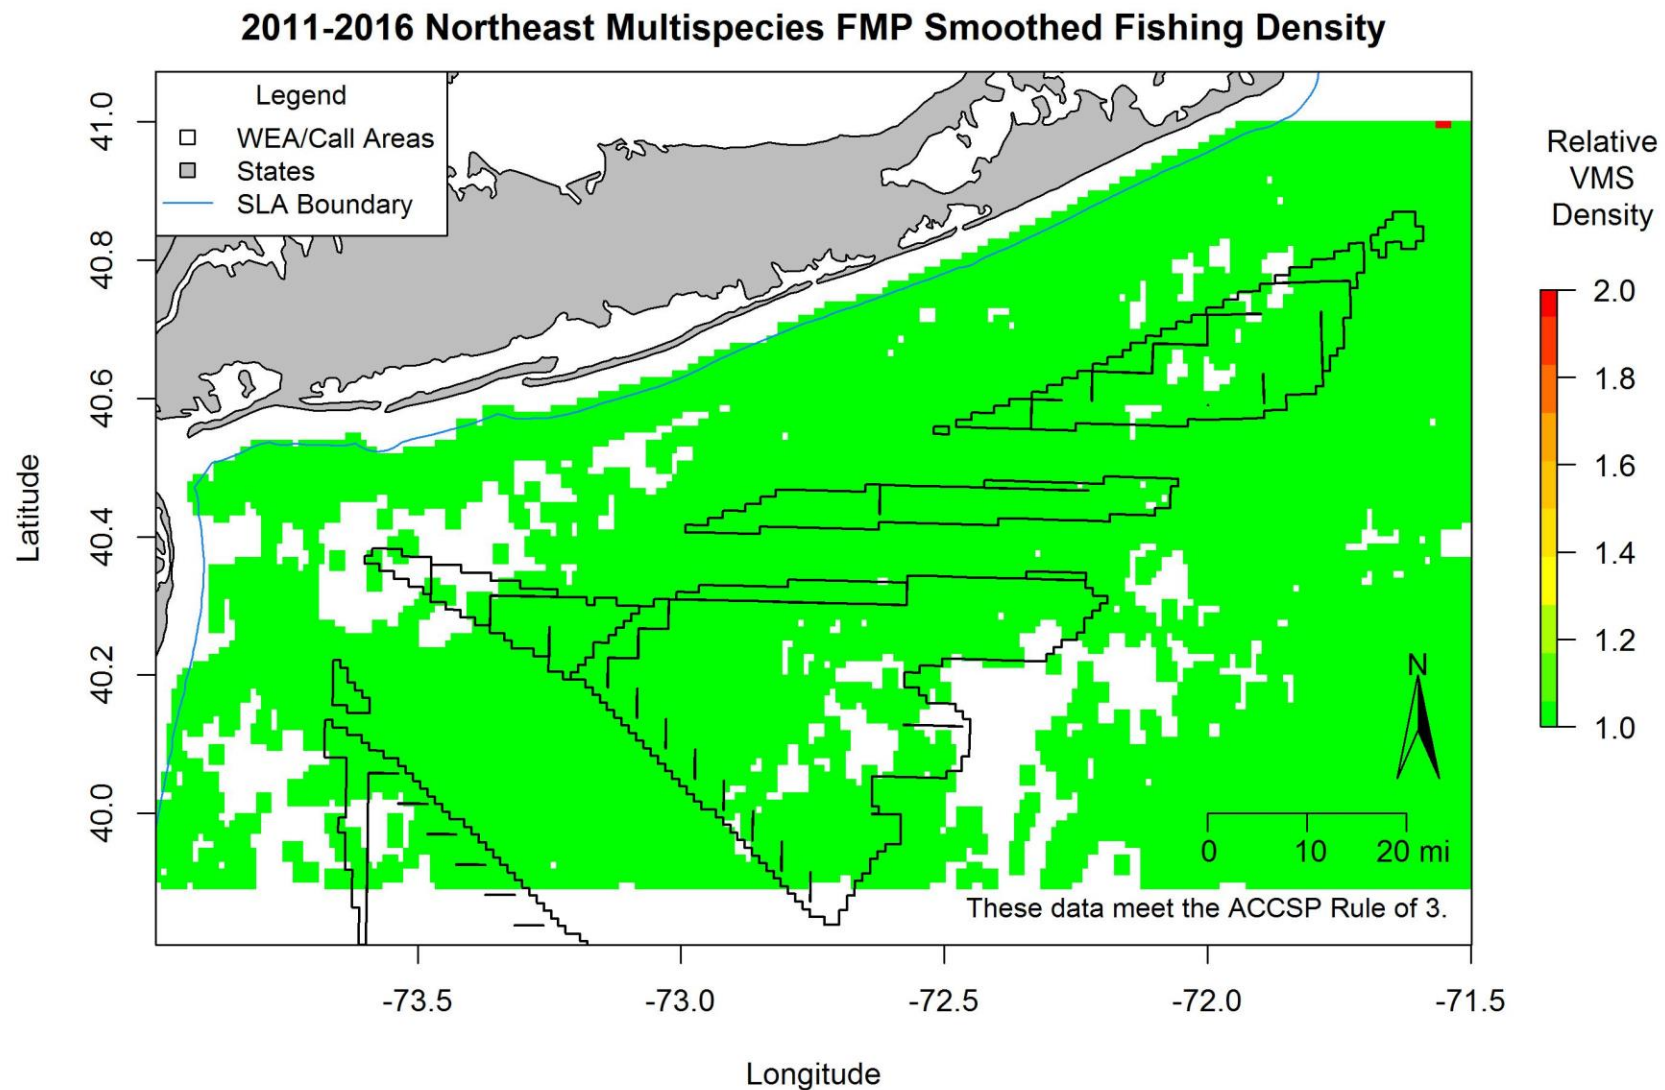 2011-2016 Northeast Multispecies FMP Smoothed Fishing Density
Legend
WEA/Call Areas
States
SLA Boundary
Latitude
41.0
40.8
40.6
40.4
40.2
40.0
Relative
VMS
Density
2.0
1.8
1.6
1.4
1.2
1.0
N
0 10 20 mi
These data meet the ACCSP Rule of 3.
-73.5 -73.0 -72.5 -72.0 -71.5
Longitude